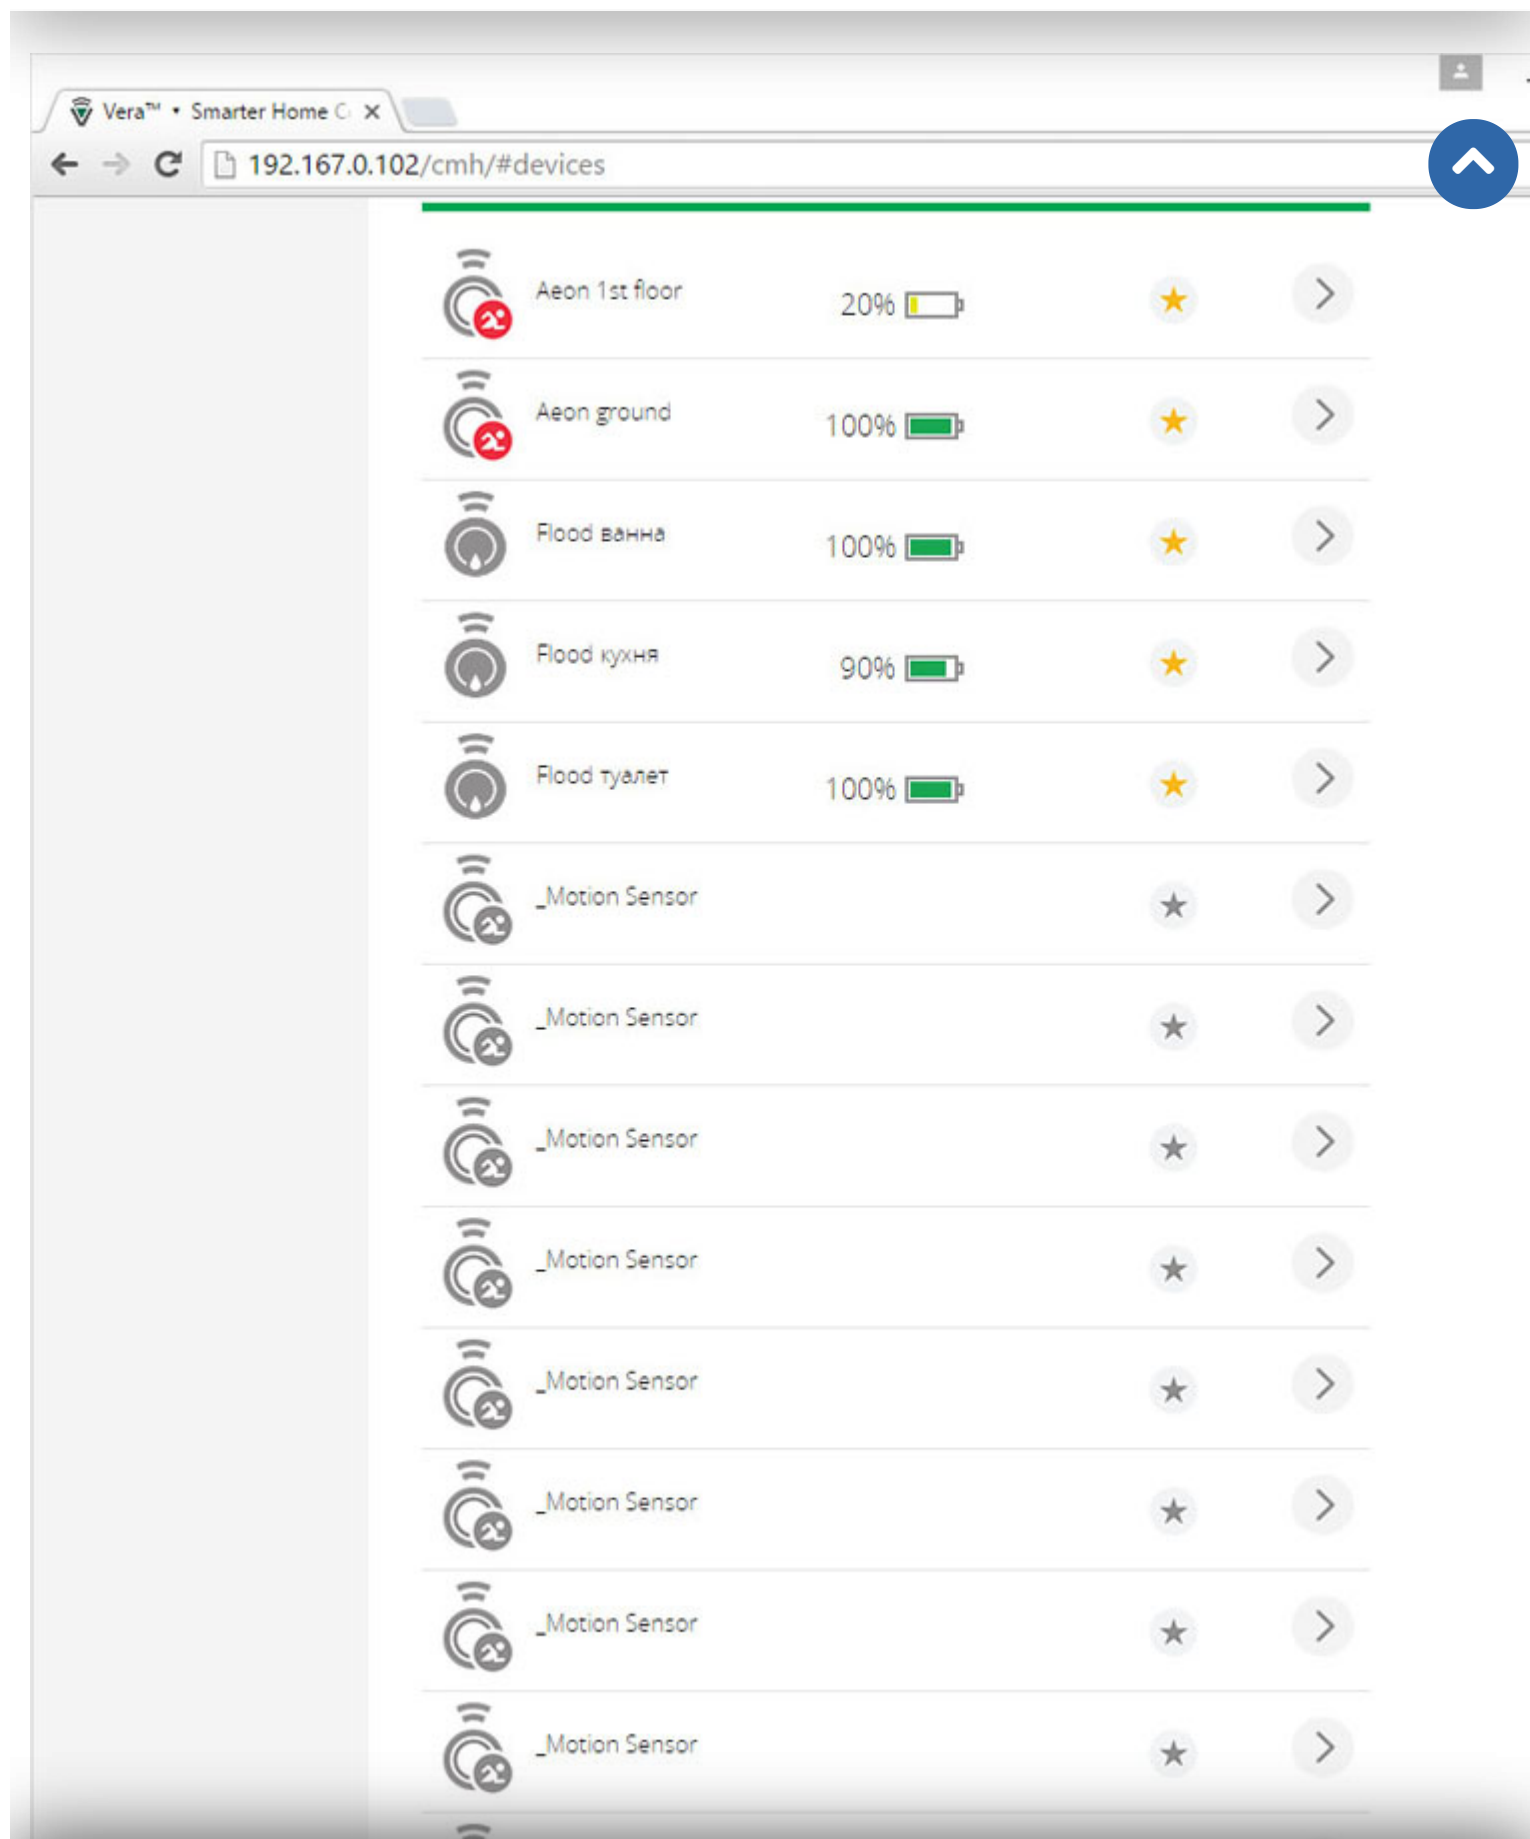 Vera™ • Smarter Home C
192.167.0.102/cmh/#devices
Aeon 1st floor
20%
Aeon ground
100%
Flood ванна
100%
Flood кухня
90%
Flood туалет
100%
_Motion Sensor
_Motion Sensor
_Motion Sensor
_Motion Sensor
_Motion Sensor
_Motion Sensor
_Motion Sensor
_Motion Sensor